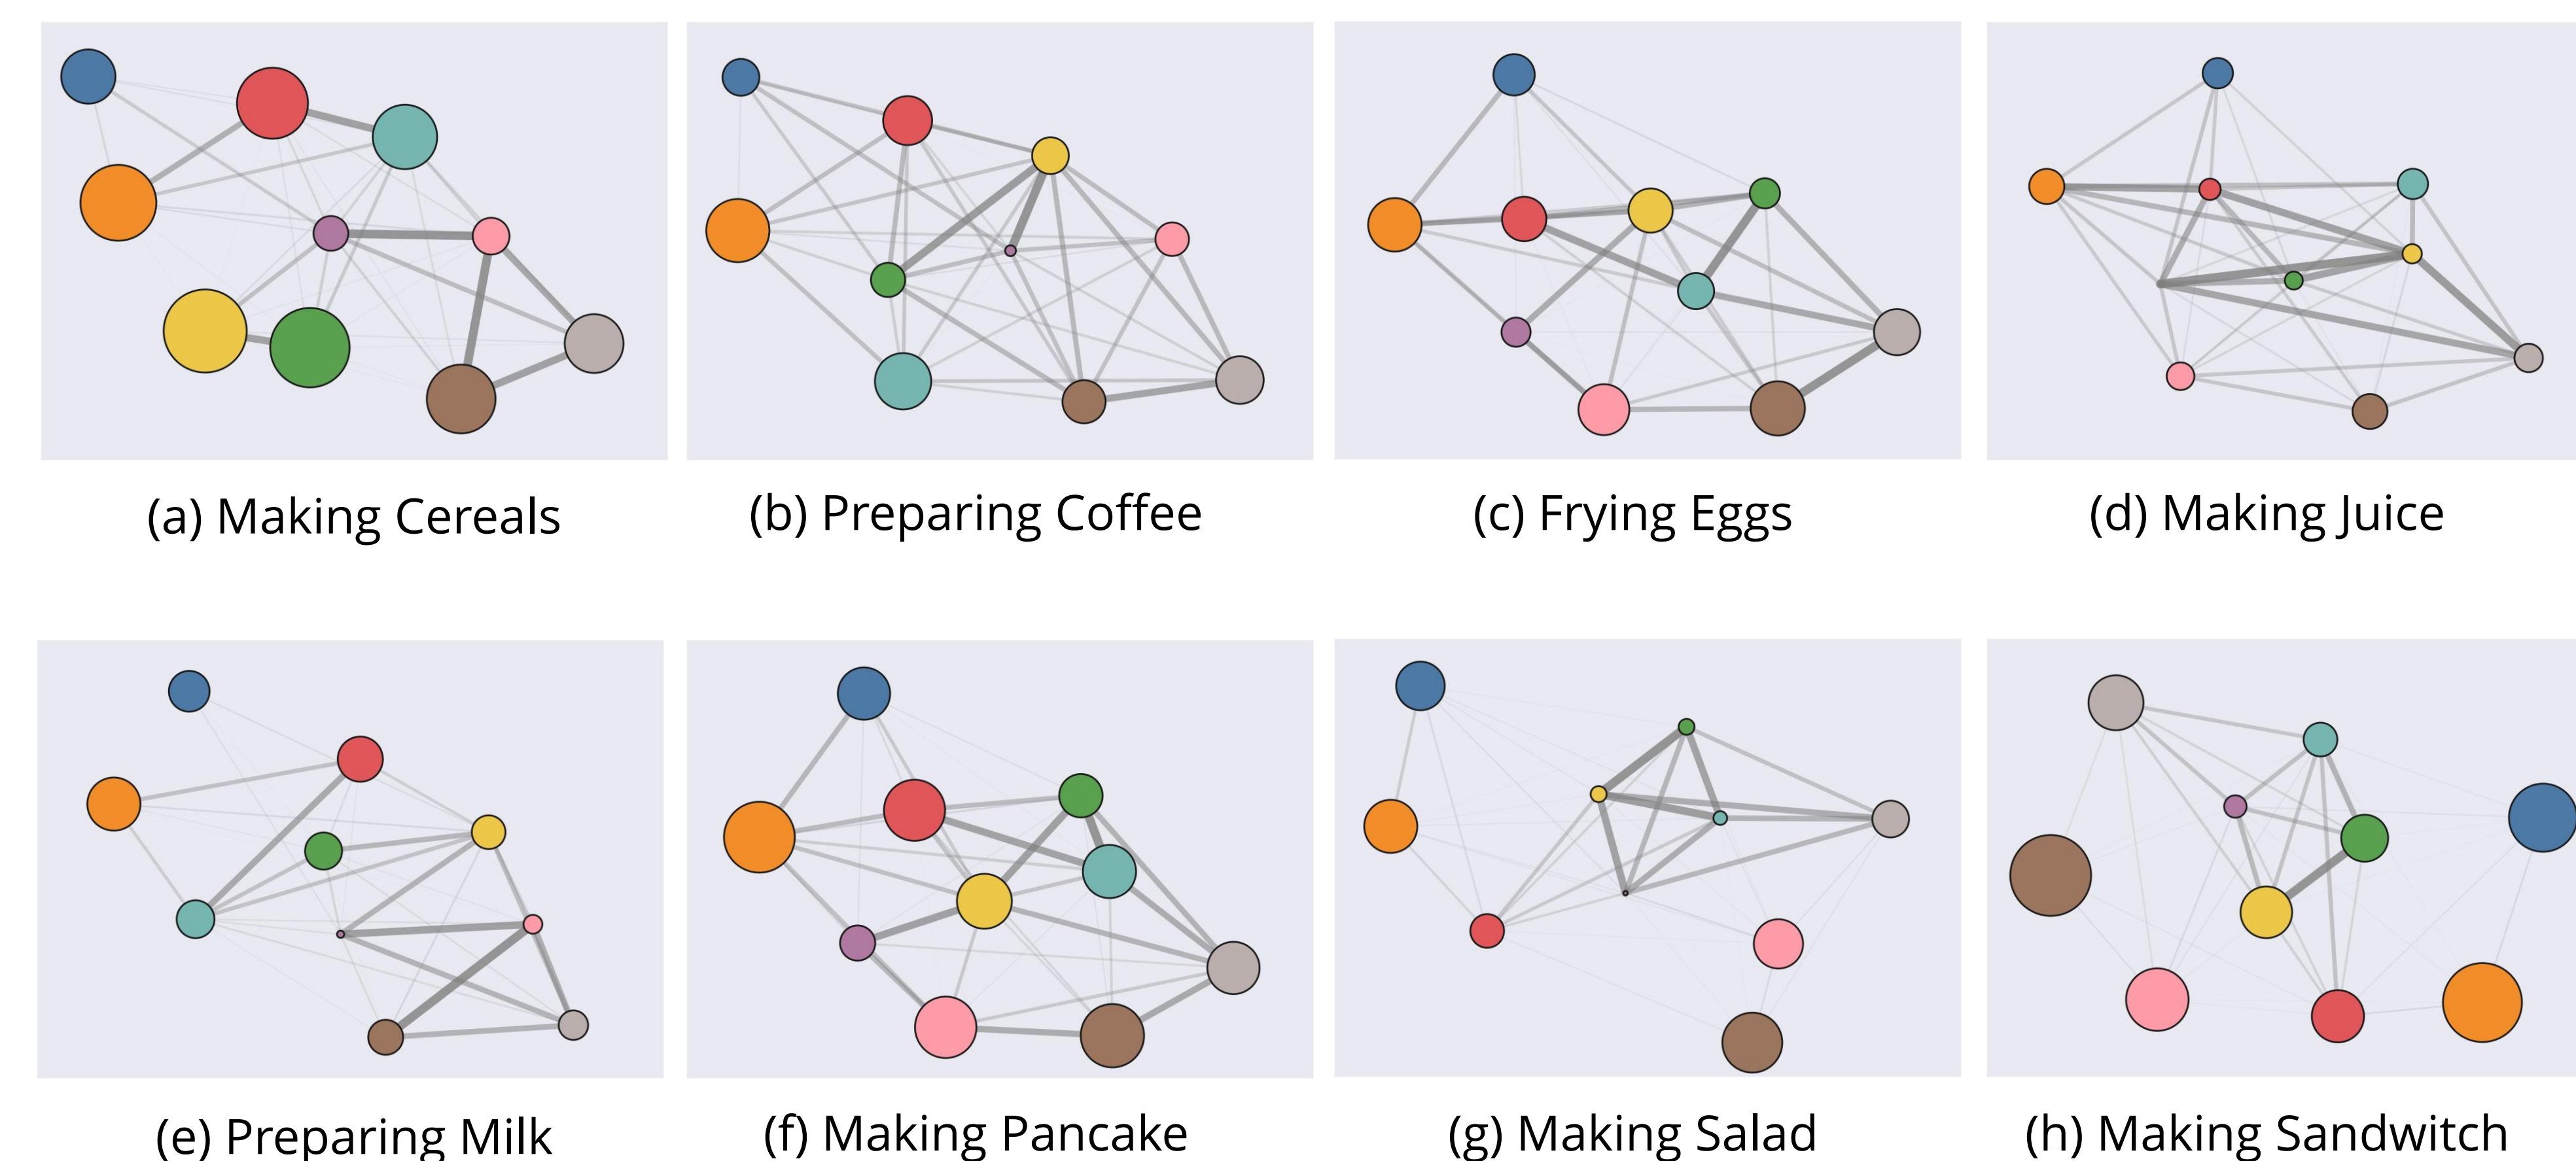 (a) Making Cereals
(b) Preparing Coffee
(c) Frying Eggs
(d) Making Juice
(e) Preparing Milk
(f) Making Pancake
(g) Making Salad
(h) Making Sandwitch